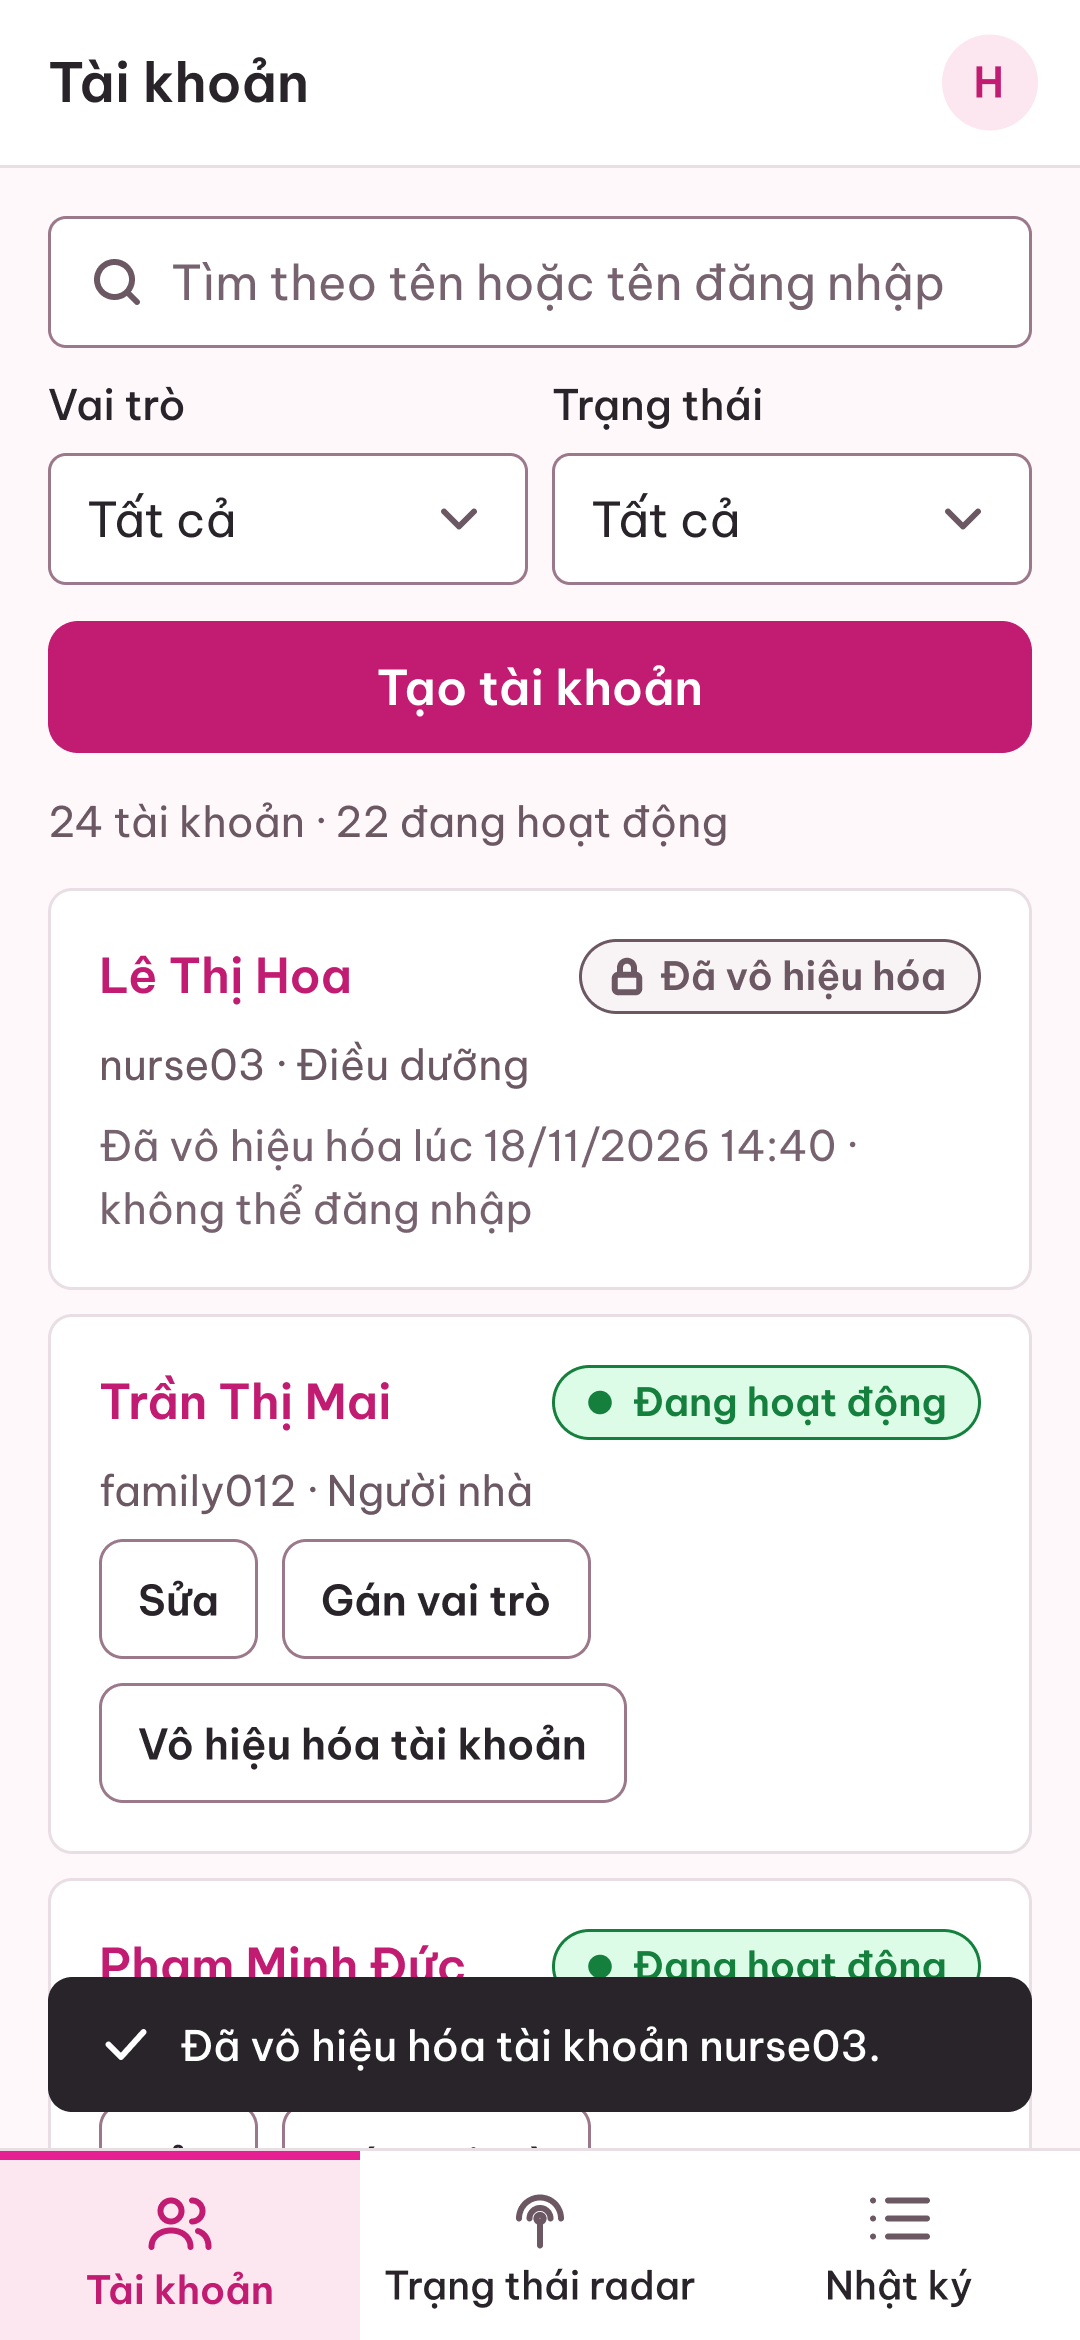 Tài khoản
H
Tìm theo tên hoặc tên đăng nhập
Vai trò
Trạng thái
Tất cả
Tất cả
Tạo tài khoản
24 tài khoản · 22 đang hoạt động
Lê Thị Hoa
Đã vô hiệu hóa
nurse03 · Điều dưỡng
Đã vô hiệu hóa lúc 18/11/2026 14:40 ·
không thể đăng nhập
Trần Thị Mai
Đang hoạt động
family012 · Người nhà
Sửa
Gán vai trò
Vô hiệu hóa tài khoản
Phạm Minh Đức
Đang hoạt động
Đã vô hiệu hóa tài khoản nurse03.
Tài khoản
Trạng thái radar
Nhật ký